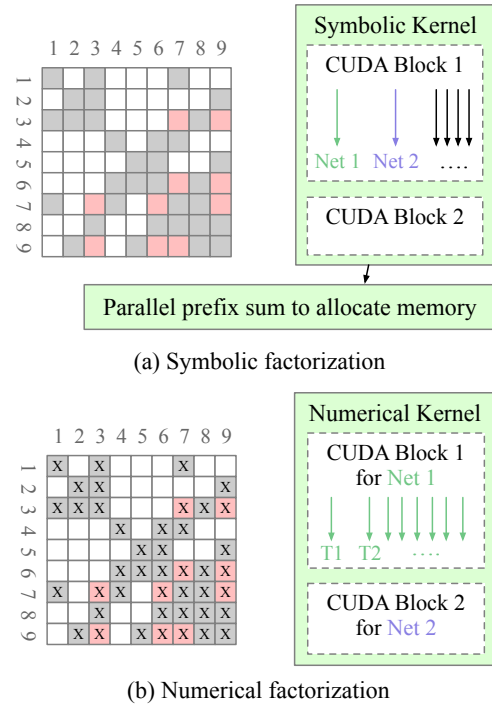 Symbolic Kernel
1 2 3 4 5 6 7 8 9
1
2
3
4
5
6
7
8
9
CUDA Block 1
Net 1 Net 2 ....
CUDA Block 2
Parallel prefix sum to allocate memory
(a) Symbolic factorization
Numerical Kernel
1 2 3 4 5 6 7 8 9
1 X X X
2 X X X
3 X X X X X
4 X X X
5 X X X
6 X X X X X X
7 X X X X X X X
8 X X X X X
9 X X X X X X X
CUDA Block 1
for Net 1
T1 T2 ....
CUDA Block 2
for Net 2
(b) Numerical factorization